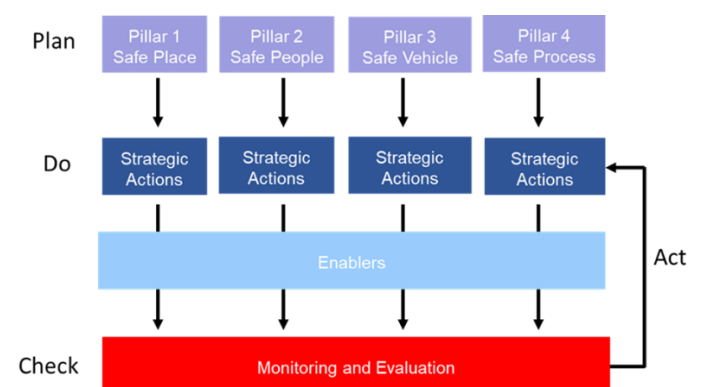 Plan
Pillar 1
Safe Place
Pillar 2
Safe People
Pillar 3
Safe Vehicle
Pillar 4
Safe Process
Do
Strategic
Actions
Strategic
Actions
Strategic
Actions
Strategic
Actions
Enablers
Act
Check
Monitoring and Evaluation